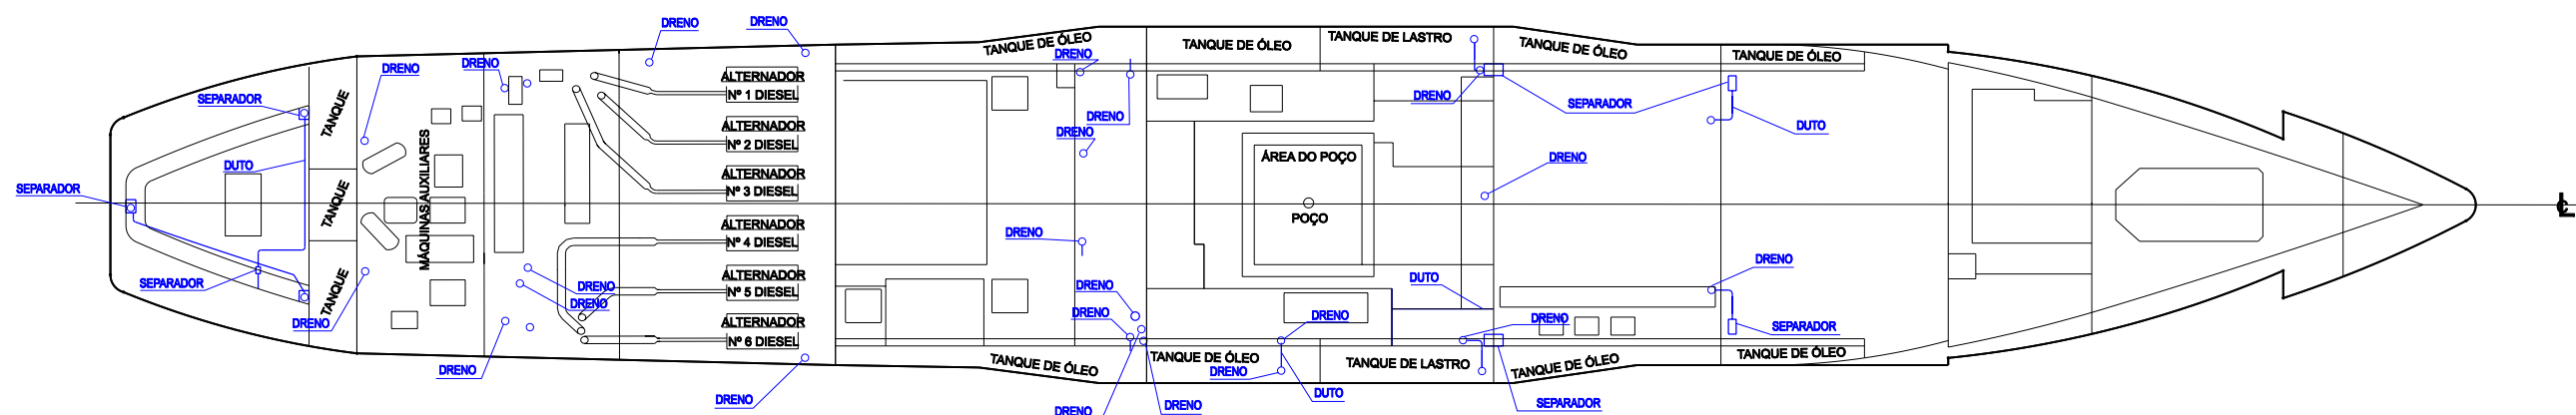 DRENO
DRENO
TANQUE DE ÓLEO
TANQUE DE ÓLEO
TANQUE DE LASTRO
TANQUE DE ÓLEO
TANQUE DE ÓLEO
DRENO
DRENO
DRENO
ALTERNADOR
Nº 1 DIESEL
SEPARADOR
TANQUE
DRENO
DRENO
SEPARADOR
ALTERNADOR
Nº 2 DIESEL
DRENO
DUTO
DUTO
ALTERNADOR
Nº 3 DIESEL
ÁREA DO POÇO
DRENO
SEPARADOR
TANQUE
MÁQUINAS AUXILIARES
POÇO
ALTERNADOR
Nº 4 DIESEL
DRENO
DRENO
SEPARADOR
TANQUE
DRENO
DRENO
ALTERNADOR
Nº 5 DIESEL
DRENO
DUTO
DRENO
ALTERNADOR
Nº 6 DIESEL
DRENO
DRENO
DRENO
SEPARADOR
TANQUE DE ÓLEO
TANQUE DE ÓLEO
TANQUE DE LASTRO
TANQUE DE ÓLEO
TANQUE DE ÓLEO
DRENO
DRENO
DUTO
DRENO
DRENO
DRENO
SEPARADOR